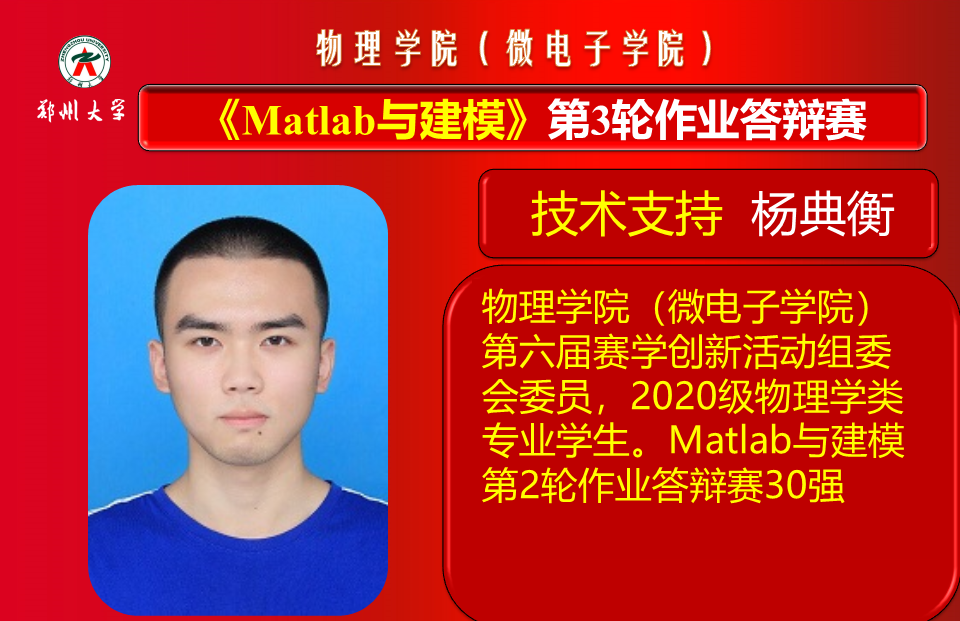 物理学院（微电子学院）
郑州大学
《Matlab与建模》第3轮作业答辩赛
技术支持 杨典衡
物理学院（微电子学院）
第六届赛学创新活动组委
会委员，2020级物理学类
专业学生。Matlab与建模
第2轮作业答辩赛30强